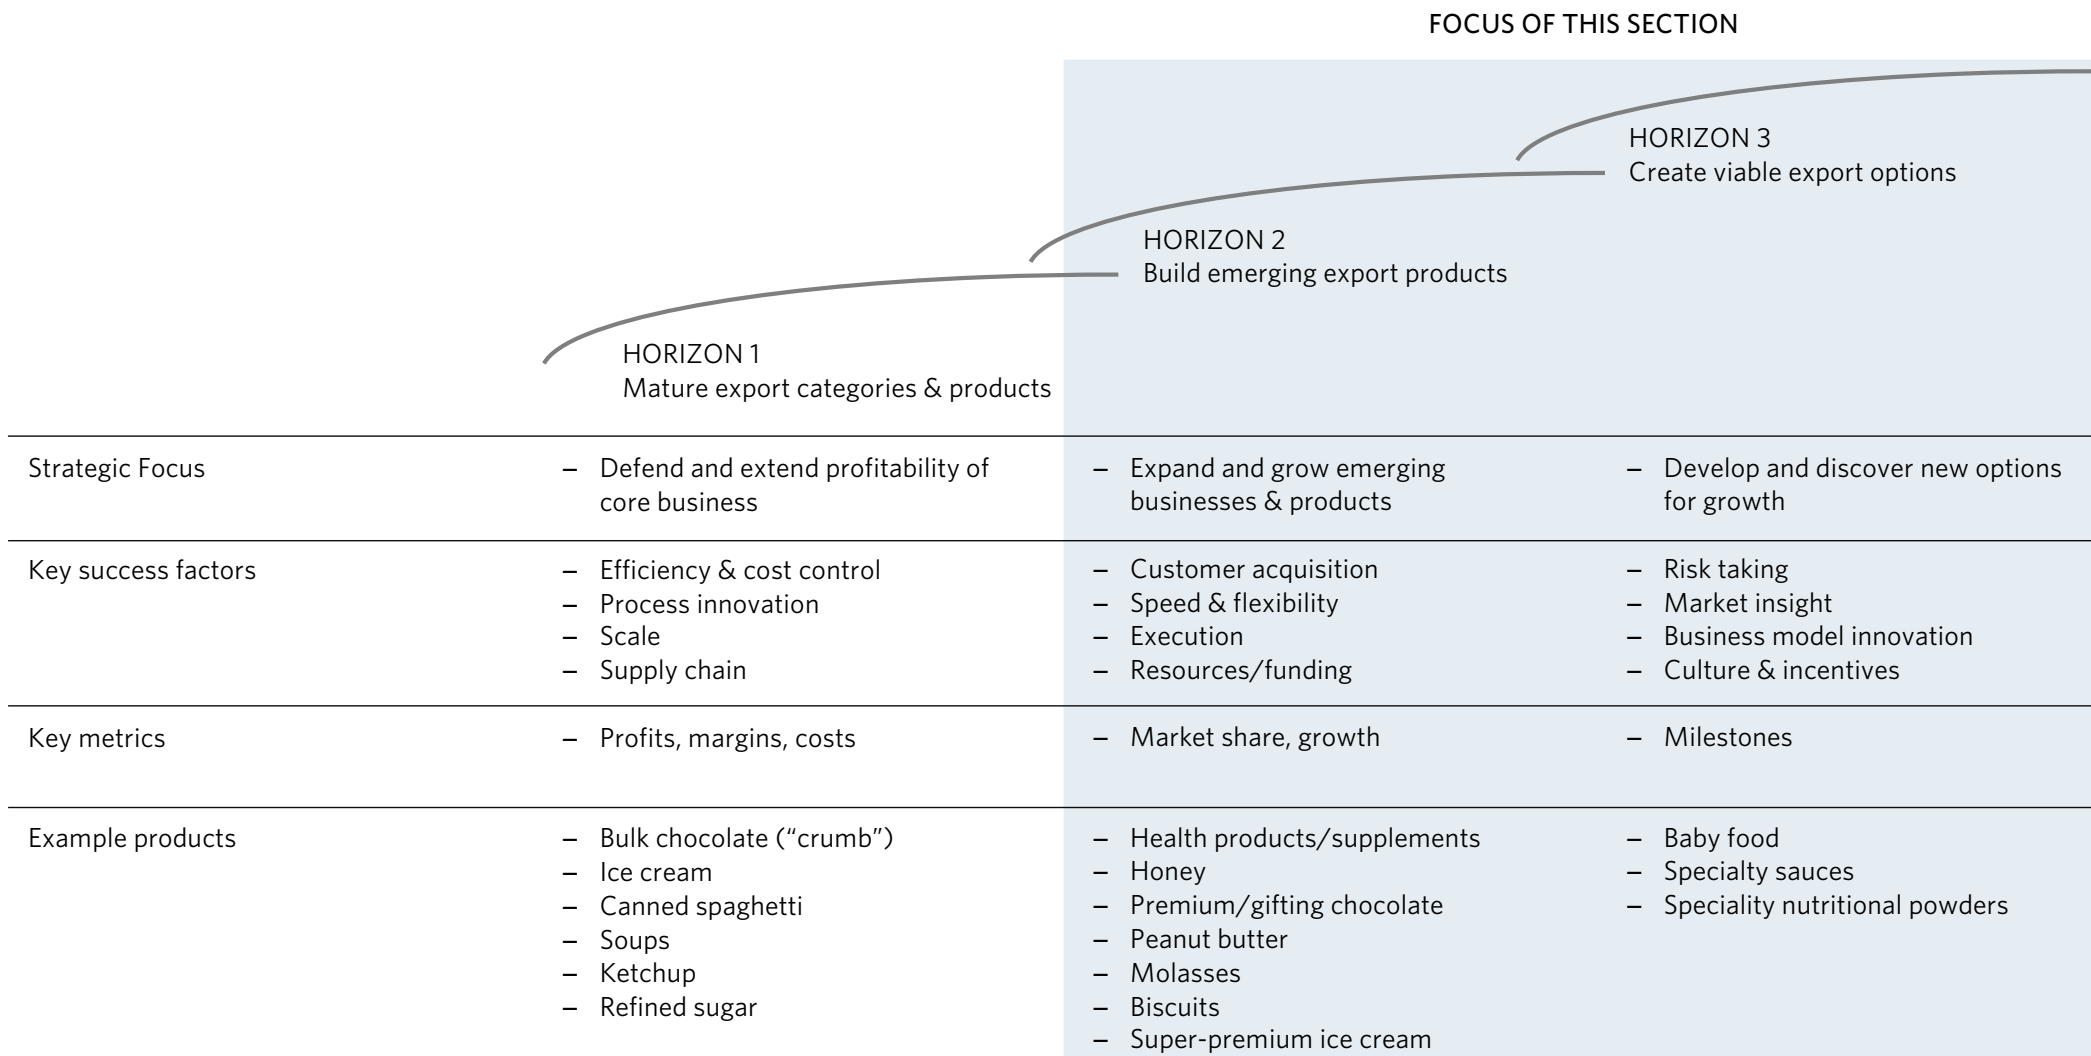 FOCUS OF THIS SECTION
HORIZON 3
Create viable export options
HORIZON 2
Build emerging export products
HORIZON 1
Mature export categories & products
Strategic Focus
– Defend and extend profitability of
core business
– Expand and grow emerging
businesses & products
– Develop and discover new options
for growth
Key success factors
– Efficiency & cost control
– Process innovation
– Scale
– Supply chain
– Customer acquisition
– Speed & flexibility
– Execution
– Resources/funding
– Risk taking
– Market insight
– Business model innovation
– Culture & incentives
Key metrics
– Profits, margins, costs
– Market share, growth
– Milestones
Example products
– Bulk chocolate (“crumb”)
– Ice cream
– Canned spaghetti
– Soups
– Ketchup
– Refined sugar
– Health products/supplements
– Honey
– Premium/gifting chocolate
– Peanut butter
– Molasses
– Biscuits
– Super-premium ice cream
– Baby food
– Specialty sauces
– Speciality nutritional powders